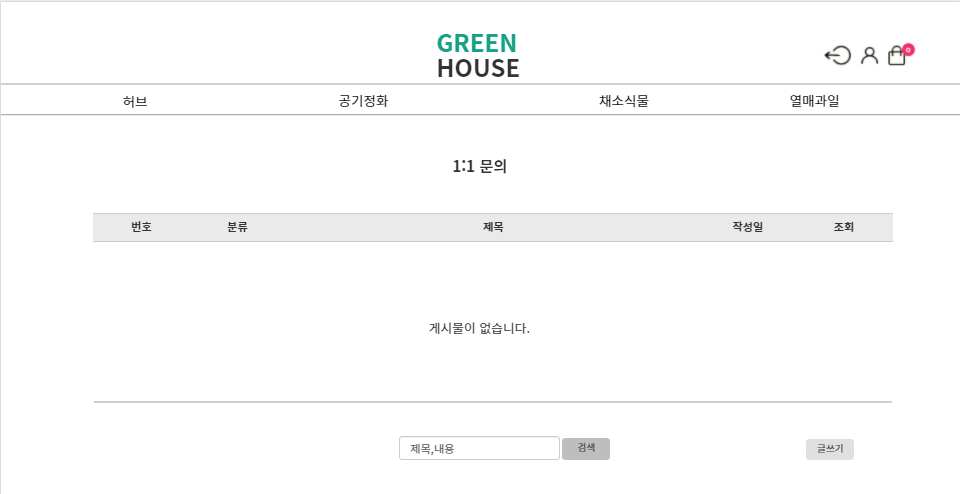 GREEN
HOUSE
0
허브 공기정화 채소식물 열매과일
1:1 문의
번호 분류 제목 작성일 조회
게시물이 없습니다.
제목,내용 검색 글쓰기